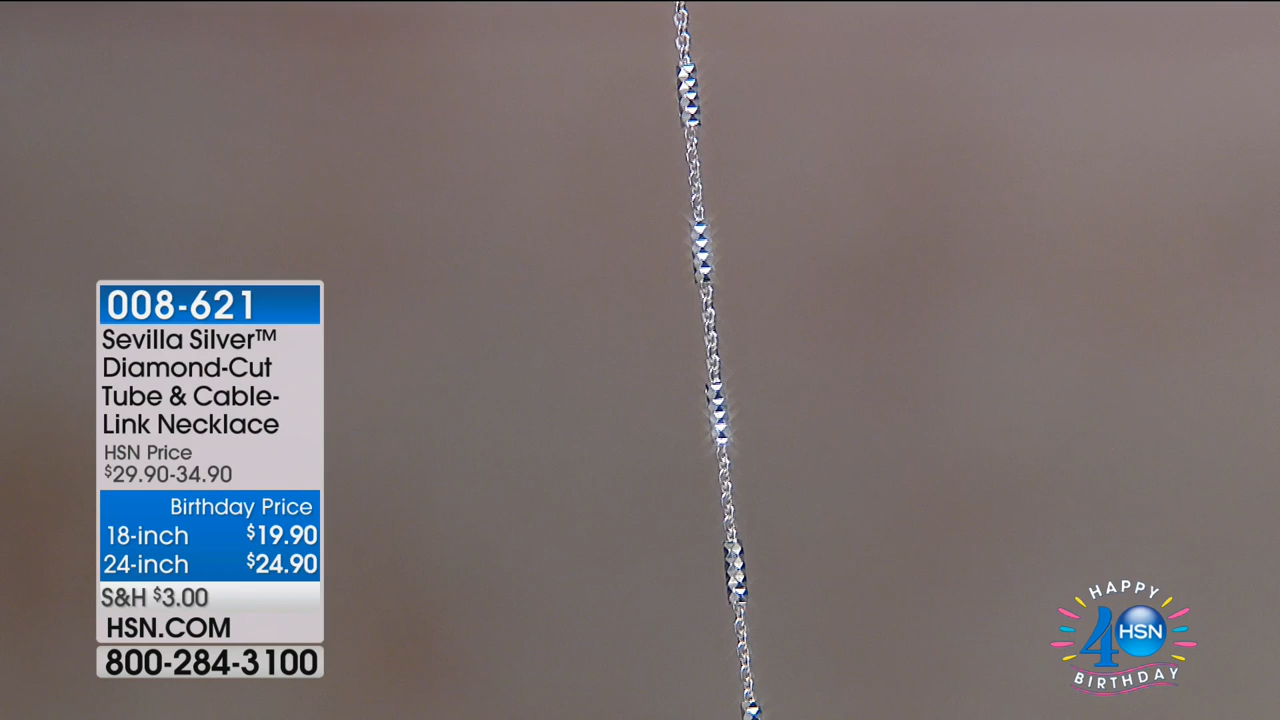 008-621
Sevilla Silver™
Diamond-Cut
Tube & Cable-
Link Necklace
HSN Price
$29.90-34.90
Birthday Price
18-inch $19.90
24-inch $24.90
S&H $3.00
HSN.COM
800-284-3100
HAPPY
40 HSN
BIRTHDAY